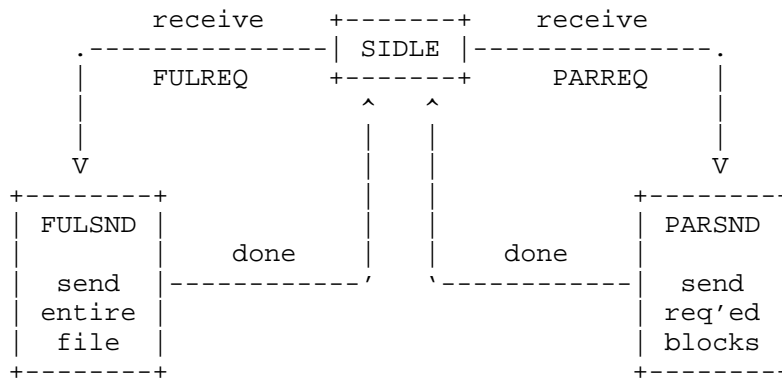 receive receive
SIDLE
FULREQ PARREQ
FULSND PARSND
done done
send send
entire req'ed
file blocks